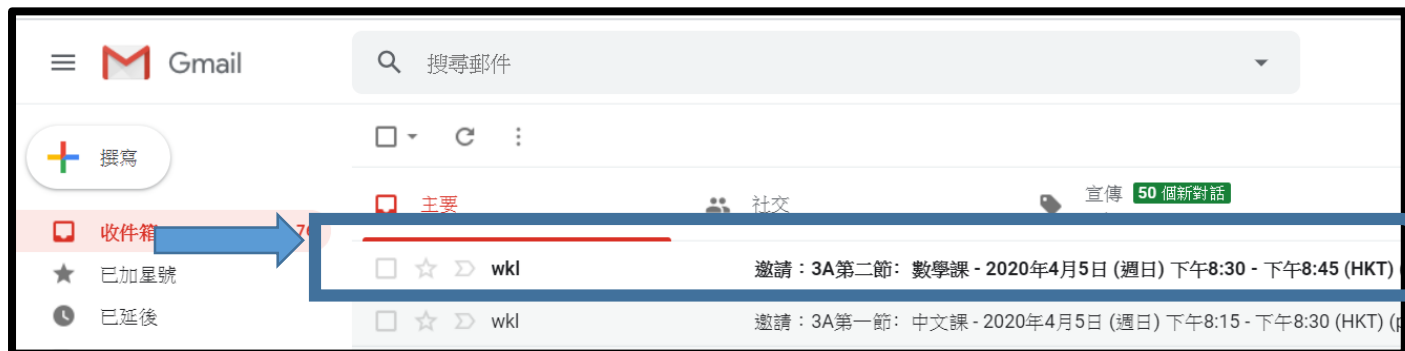 Gmail
搜尋郵件
撰寫
主要
社交
宣傳 50 個新對話
收件箱
wkl 邀請：3A第二節：數學課 - 2020年4月5日 (週日) 下午8:30 - 下午8:45 (HKT) (
已加星號
已延後
wkl 邀請：3A第一節：中文課 - 2020年4月5日 (週日) 下午8:15 - 下午8:30 (HKT) (p